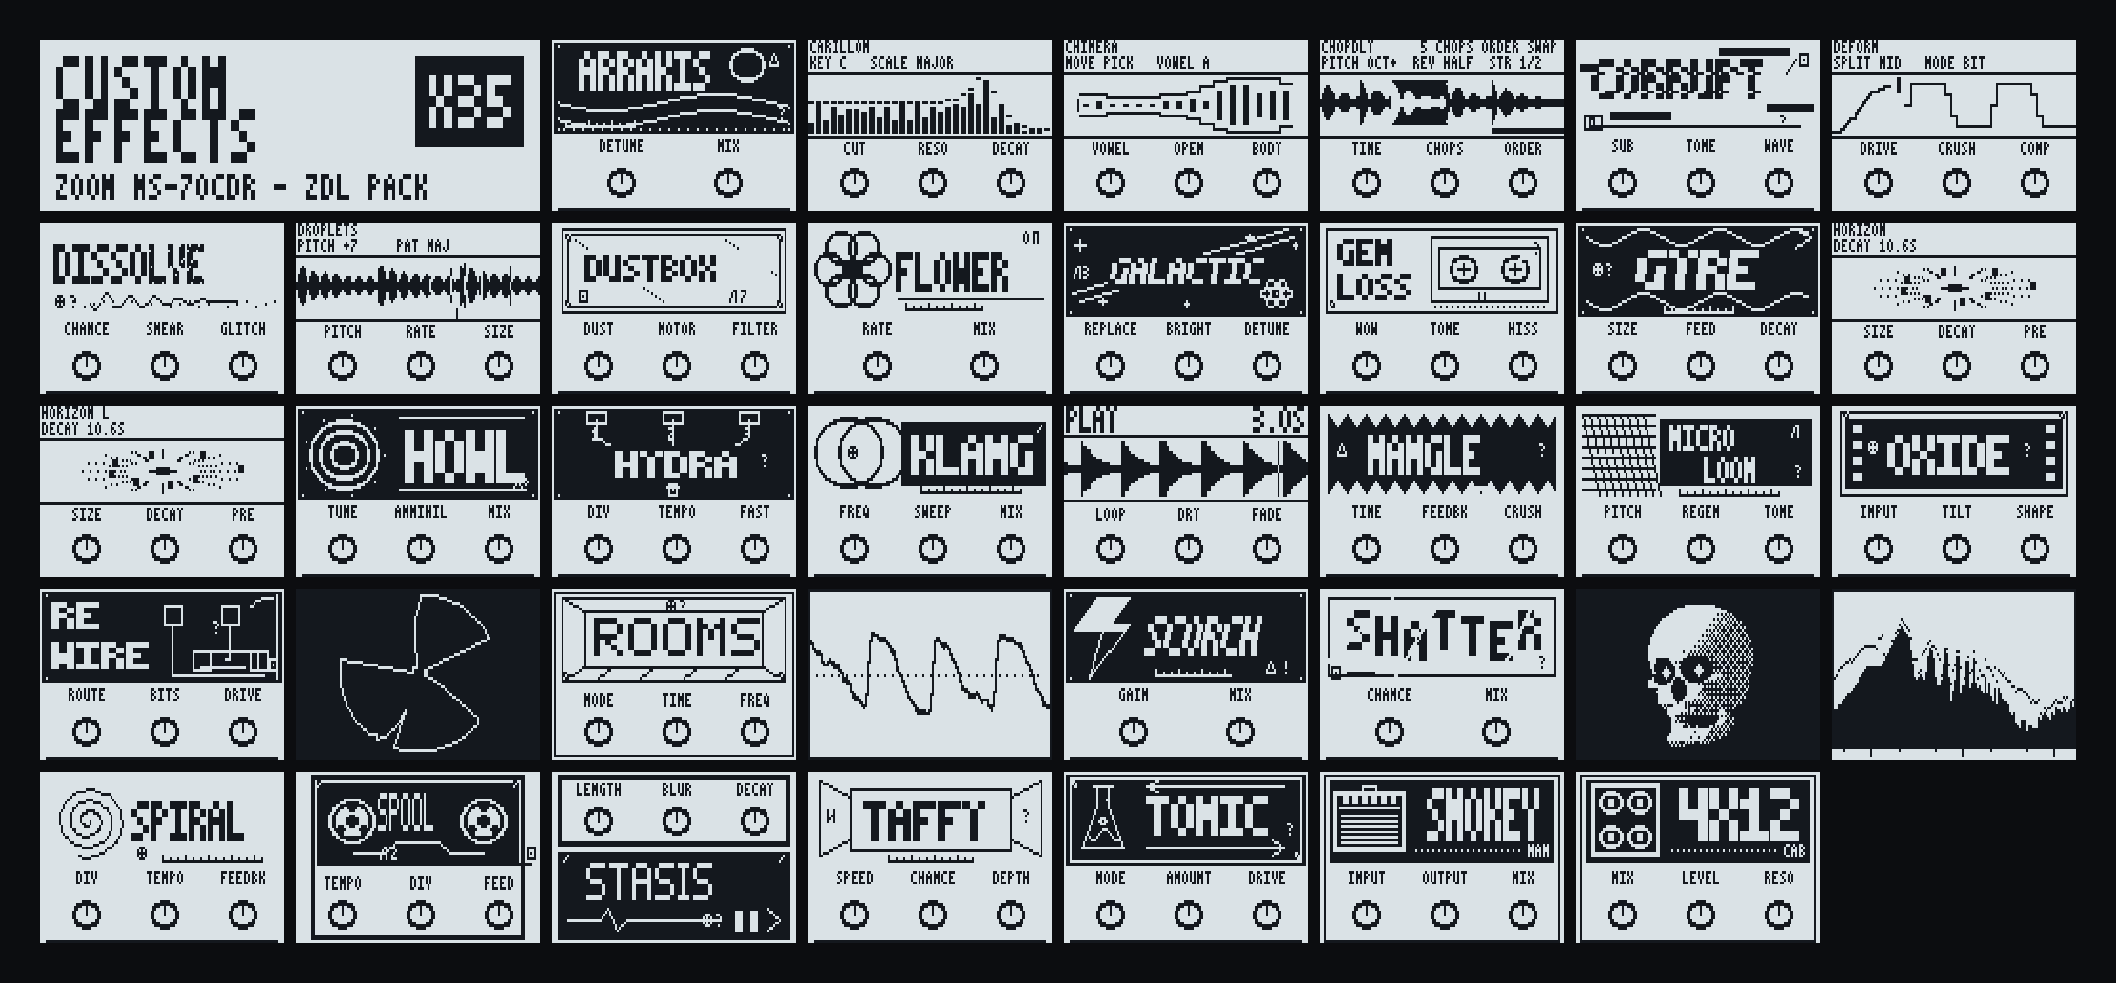 CUSTOM
EFFECTS
X35
ZOOM MS-70CDR - ZDL PACK
ARRAKIS
DETUNE MIX
CARILLON
KEY C SCALE MAJOR
CUT RESO DECAY
CHIMERA
MOVE PICK VOWEL A
VOWEL OPEN BODY
CHOPDLY 5 CHOPS ORDER SWAP
PITCH OCT+ REV HALF STR 1/2
TIME CHOPS ORDER
CORRUPT
SUB TONE WAVE
DEFORM
SPLIT MID MODE BIT
DRIVE CRUSH COMP
DISSOLVE
CHANCE SMEAR GLITCH
DROPLETS
PITCH +7 PAT MAJ
PITCH RATE SIZE
DUSTBOX
DUST MOTOR FILTER
FLOWER
RATE MIX
GALACTIC
REPLACE BRIGHT DETUNE
GEN
LOSS
WOW TONE HISS
GYRE
SIZE FEED DECAY
HORIZON
DECAY 10.6S
SIZE DECAY PRE
HORIZON L
DECAY 10.6S
SIZE DECAY PRE
HOWL
TUNE ANNIHIL MIX
1 2 3
HYDRA
DIV TEMPO FAST
KLANG
FREQ SWEEP MIX
PLAY 3.0S
LOOP DRY FADE
MANGLE
TIME FEEDBK CRUSH
MICRO
LOOM
PITCH REGEN TONE
OXIDE
INPUT TILT SHAPE
RE
WIRE
ROUTE BITS DRIVE
ROOMS
MODE TIME FREQ
SCORCH
GAIN MIX
SHATTER
CHANCE MIX
SPIRAL
DIV TEMPO FEEDBK
SPOOL
TEMPO DIV FEED
LENGTH BLUR DECAY
STASIS
TAFFY
SPEED CHANCE DEPTH
TONIC
MODE AMOUNT DRIVE
SMOKEY
MAN
INPUT OUTPUT MIX
4X12
CAB
MIX LEVEL RESO